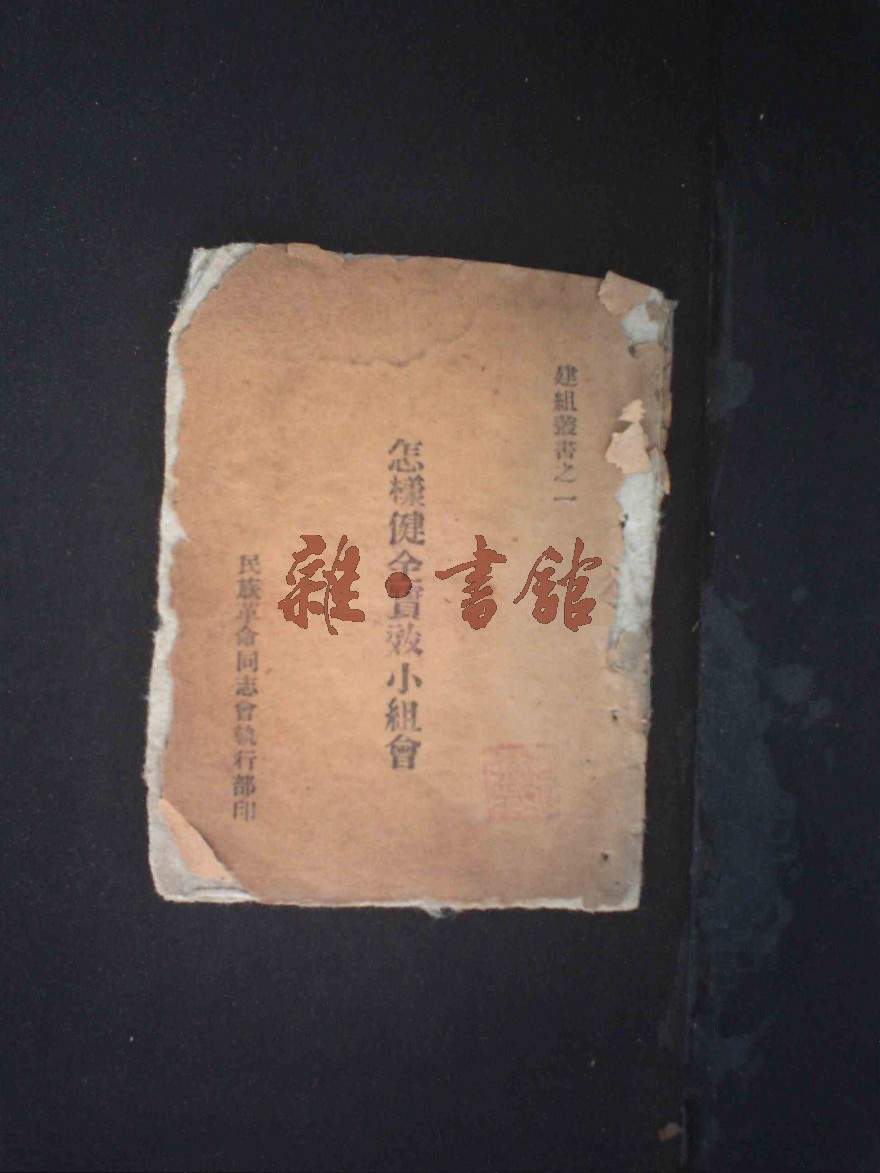 建組叢書之一
怎樣健全實效小組會
民族革命同志會執行部印
雜·書館